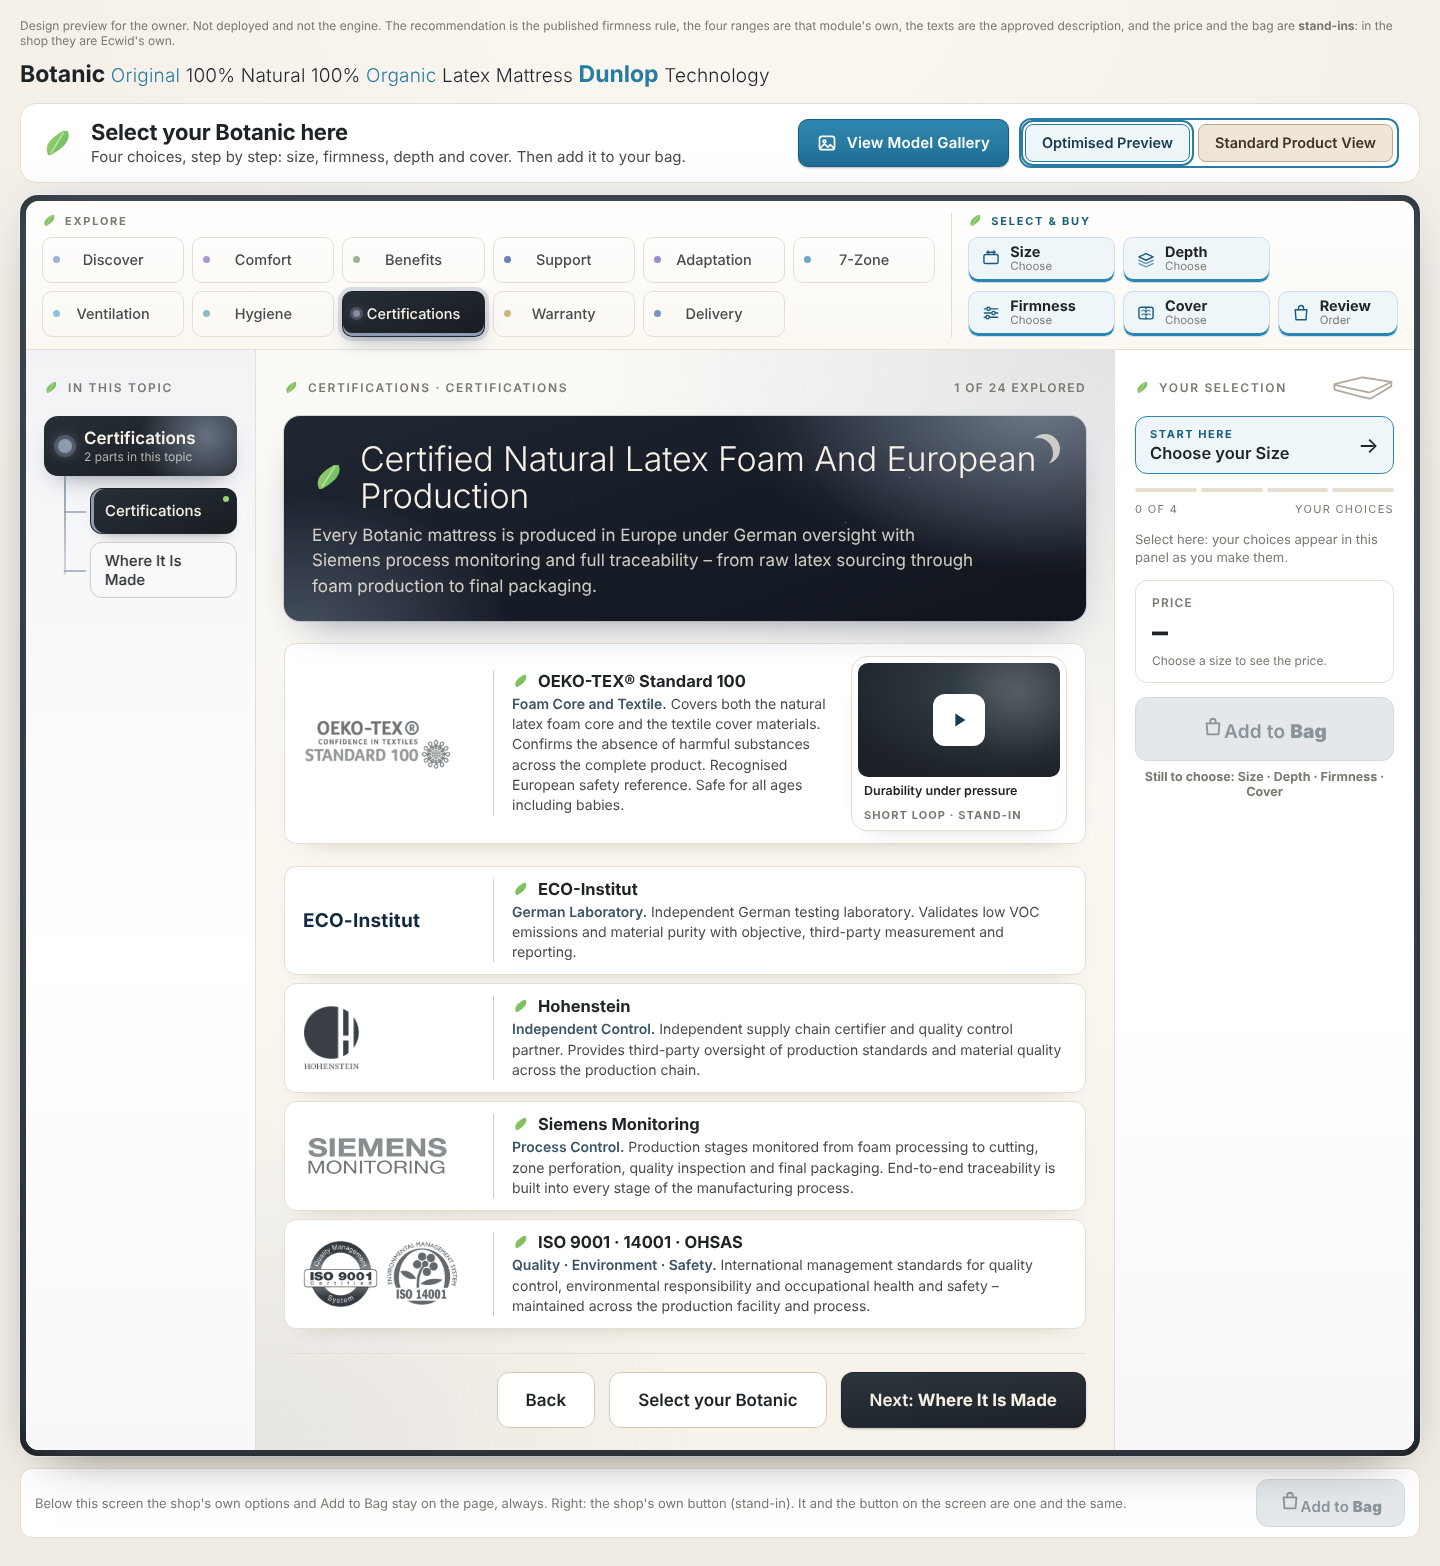 Design preview for the owner. Not deployed and not the engine. The recommendation is the published firmness rule, the four ranges are that module's own, the texts are the approved description, and the price and the bag are stand-ins: in the
shop they are Ecwid's own.
Botanic Original 100% Natural 100% Organic Latex Mattress Dunlop Technology
Select your Botanic here
Four choices, step by step: size, firmness, depth and cover. Then add it to your bag.
View Model Gallery
Optimised Preview
Standard Product View
EXPLORE
Discover
Comfort
Benefits
Support
Adaptation
7-Zone
Ventilation
Hygiene
Certifications
Warranty
Delivery
SELECT & BUY
Size
Choose
Depth
Choose
Firmness
Choose
Cover
Choose
Review
Order
IN THIS TOPIC
Certifications
2 parts in this topic
Certifications
Where It Is
Made
CERTIFICATIONS · CERTIFICATIONS
1 OF 24 EXPLORED
Certified Natural Latex Foam And European
Production
Every Botanic mattress is produced in Europe under German oversight with
Siemens process monitoring and full traceability – from raw latex sourcing through
foam production to final packaging.
OEKO-TEX®
CONFIDENCE IN TEXTILES
STANDARD 100
OEKO-TEX® Standard 100
Foam Core and Textile. Covers both the natural
latex foam core and the textile cover materials.
Confirms the absence of harmful substances
across the complete product. Recognised
European safety reference. Safe for all ages
including babies.
Durability under pressure
SHORT LOOP · STAND-IN
ECO-Institut
ECO-Institut
German Laboratory. Independent German testing laboratory. Validates low VOC
emissions and material purity with objective, third-party measurement and
reporting.
HOHENSTEIN
Hohenstein
Independent Control. Independent supply chain certifier and quality control
partner. Provides third-party oversight of production standards and material quality
across the production chain.
SIEMENS
MONITORING
Siemens Monitoring
Process Control. Production stages monitored from foam processing to cutting,
zone perforation, quality inspection and final packaging. End-to-end traceability is
built into every stage of the manufacturing process.
Quality Management
ISO 9001
Certified
System
ENVIRONMENTAL MANAGEMENT SYSTEM
ISO 14001
ISO 9001 · 14001 · OHSAS
Quality · Environment · Safety. International management standards for quality
control, environmental responsibility and occupational health and safety –
maintained across the production facility and process.
Back
Select your Botanic
Next: Where It Is Made
YOUR SELECTION
START HERE
Choose your Size
0 OF 4
YOUR CHOICES
Select here: your choices appear in this
panel as you make them.
PRICE
–
Choose a size to see the price.
Add to Bag
Still to choose: Size · Depth · Firmness ·
Cover
Below this screen the shop's own options and Add to Bag stay on the page, always. Right: the shop's own button (stand-in). It and the button on the screen are one and the same.
Add to Bag